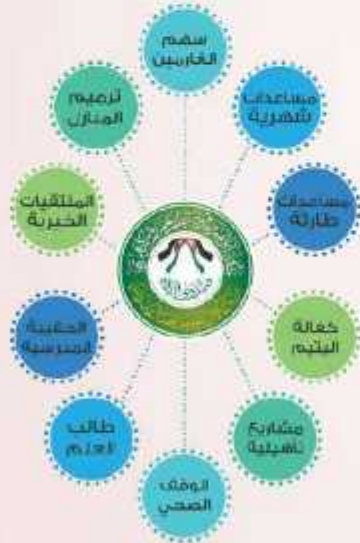 سهم
الغارمين
مساعدات
شهرية
مساعدات
طارئة
كفالة
اليتيم
مشاريع
تأهيلية
الوقف
الصحي
طالب
العلم
الحقيبة
المدرسية
الملتقيات
الخيرية
ترميم
المنازل